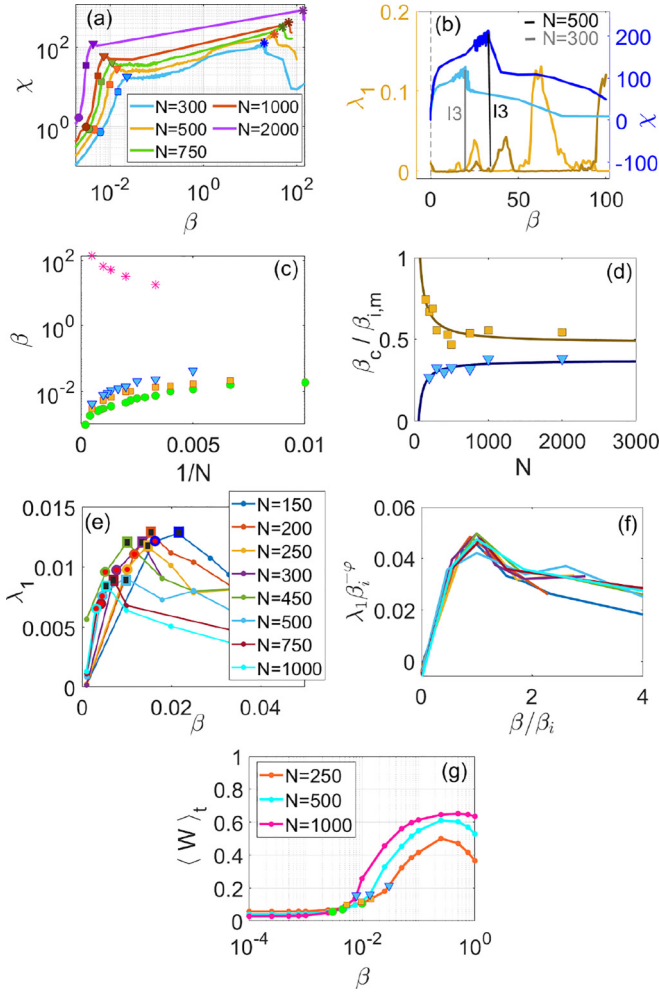 (a)
10²
10⁰
χ
10⁻²
10⁰
10²
β
N=300
N=500
N=750
N=1000
N=2000
(b)
N=500
N=300
0.2
0.1
0
λ₁
200
100
0
-100
χ
I3
I3
0
50
100
β
(c)
10²
10⁰
10⁻²
β
0
0.005
0.01
1/N
(d)
1
0.5
0
β_c / β_i,m
0
1000
2000
3000
N
(e)
0.015
0.01
0.005
0
λ₁
0
0.02
0.04
β
N=150
N=200
N=250
N=300
N=450
N=500
N=750
N=1000
(f)
0.06
0.04
0.02
0
λ₁β_i^−φ
0
2
4
β/β_i
(g)
1
0.8
0.6
0.4
0.2
0
⟨ W ⟩_t
10⁻⁴
10⁻²
10⁰
β
N=250
N=500
N=1000